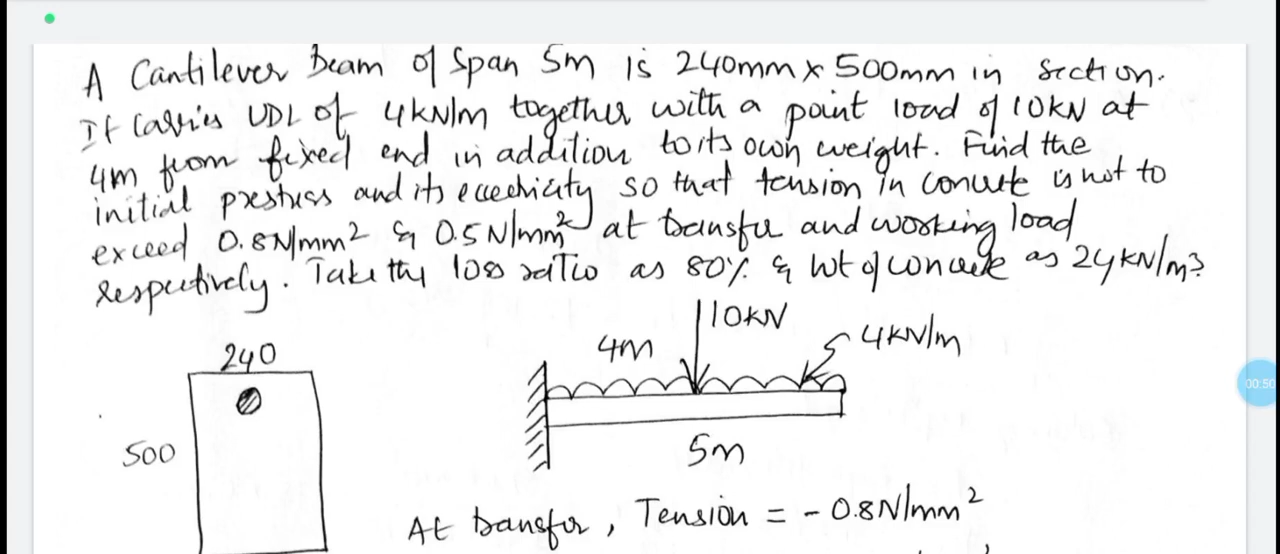 A Cantilever Beam of Span 5m is 240mm x 500mm in section.
It Carries UDL of 4kN/m together with a point load of 10kN at
4m from fixed end in addition to its own weight. Find the
initial prestress and its eccentricity so that tension in concrete is not to
exceed 0.8N/mm² & 0.5N/mm² at transfer and working load
respectively. Take the loss ratio as 80% & wt of concrete as 24kN/m³
10kN
4m
4kN/m
240
00:50
500
5m
At transfer, Tension = - 0.8N/mm²